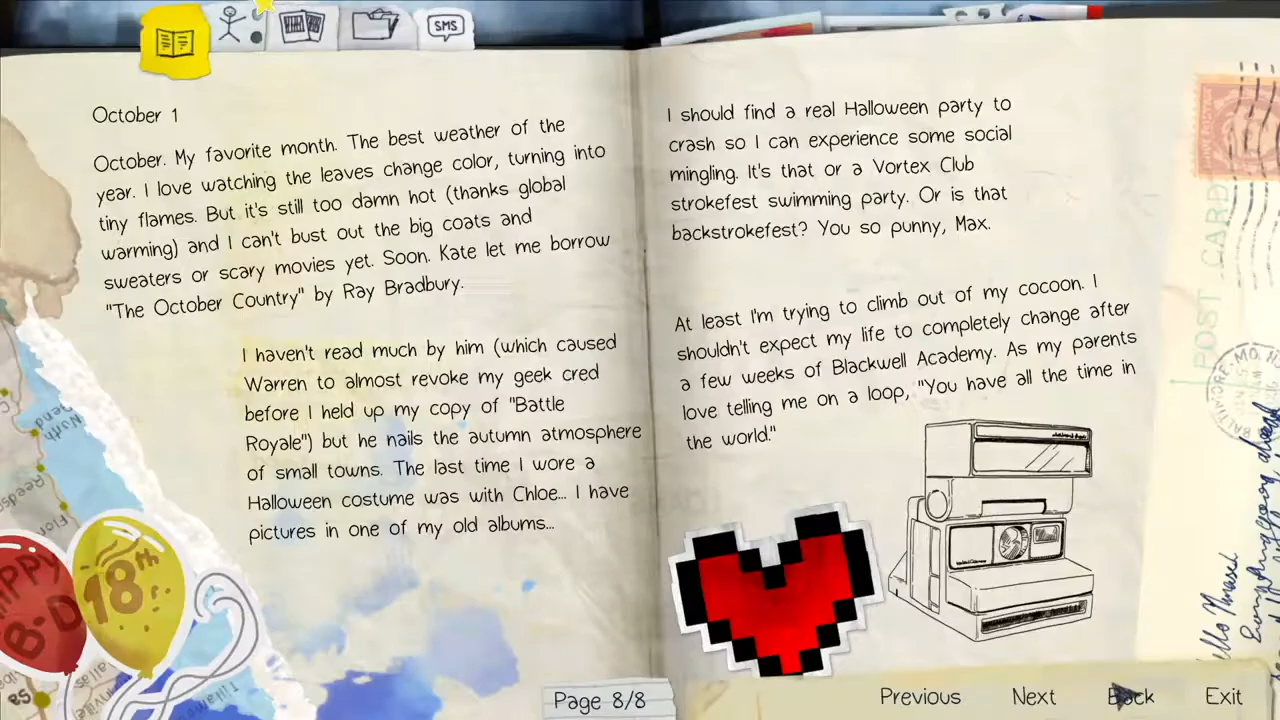 SMS
October 1
October. My favorite month. The best weather of the
year. I love watching the leaves change color, turning into
tiny flames. But it's still too damn hot (thanks global
warming) and I can't bust out the big coats and
sweaters or scary movies yet. Soon. Kate let me borrow
"The October Country" by Ray Bradbury.
I haven't read much by him (which caused
Warren to almost revoke my geek cred
before I held up my copy of "Battle
Royale") but he nails the autumn atmosphere
of small towns. The last time I wore a
Halloween costume was with Chloe... I have
pictures in one of my old albums...
I should find a real Halloween party to
crash so I can experience some social
mingling. It's that or a Vortex Club
strokefest swimming party. Or is that
backstrokefest? You so punny, Max.
At least I'm trying to climb out of my cocoon. I
shouldn't expect my life to completely change after
a few weeks of Blackwell Academy. As my parents
love telling me on a loop, "You have all the time in
the world."
POST CARD
18th
Page 8/8
Previous
Next
Back
Exit